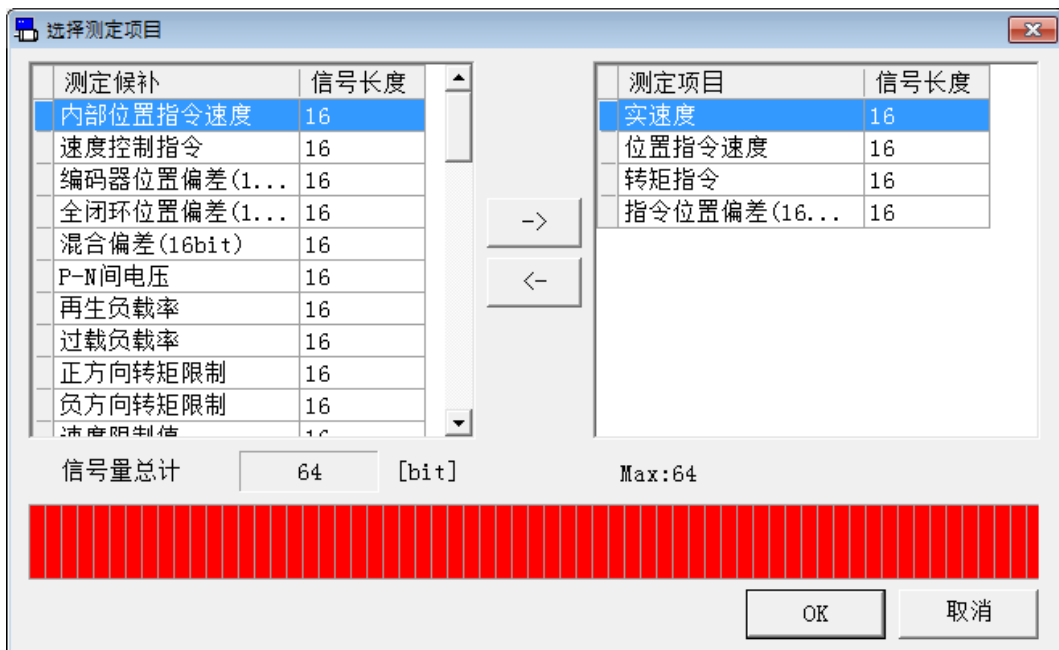 选择测定项目
测定候补 信号长度
内部位置指令速度 16
速度控制指令 16
编码器位置偏差(1... 16
全闭环位置偏差(1... 16
混合偏差(16bit) 16
P-N间电压 16
再生负载率 16
过载负载率 16
正方向转矩限制 16
负方向转矩限制 16
速度限制值 16
->
<-
测定项目 信号长度
实速度 16
位置指令速度 16
转矩指令 16
指令位置偏差(16... 16
信号量总计 64 [bit] Max:64
OK 取消